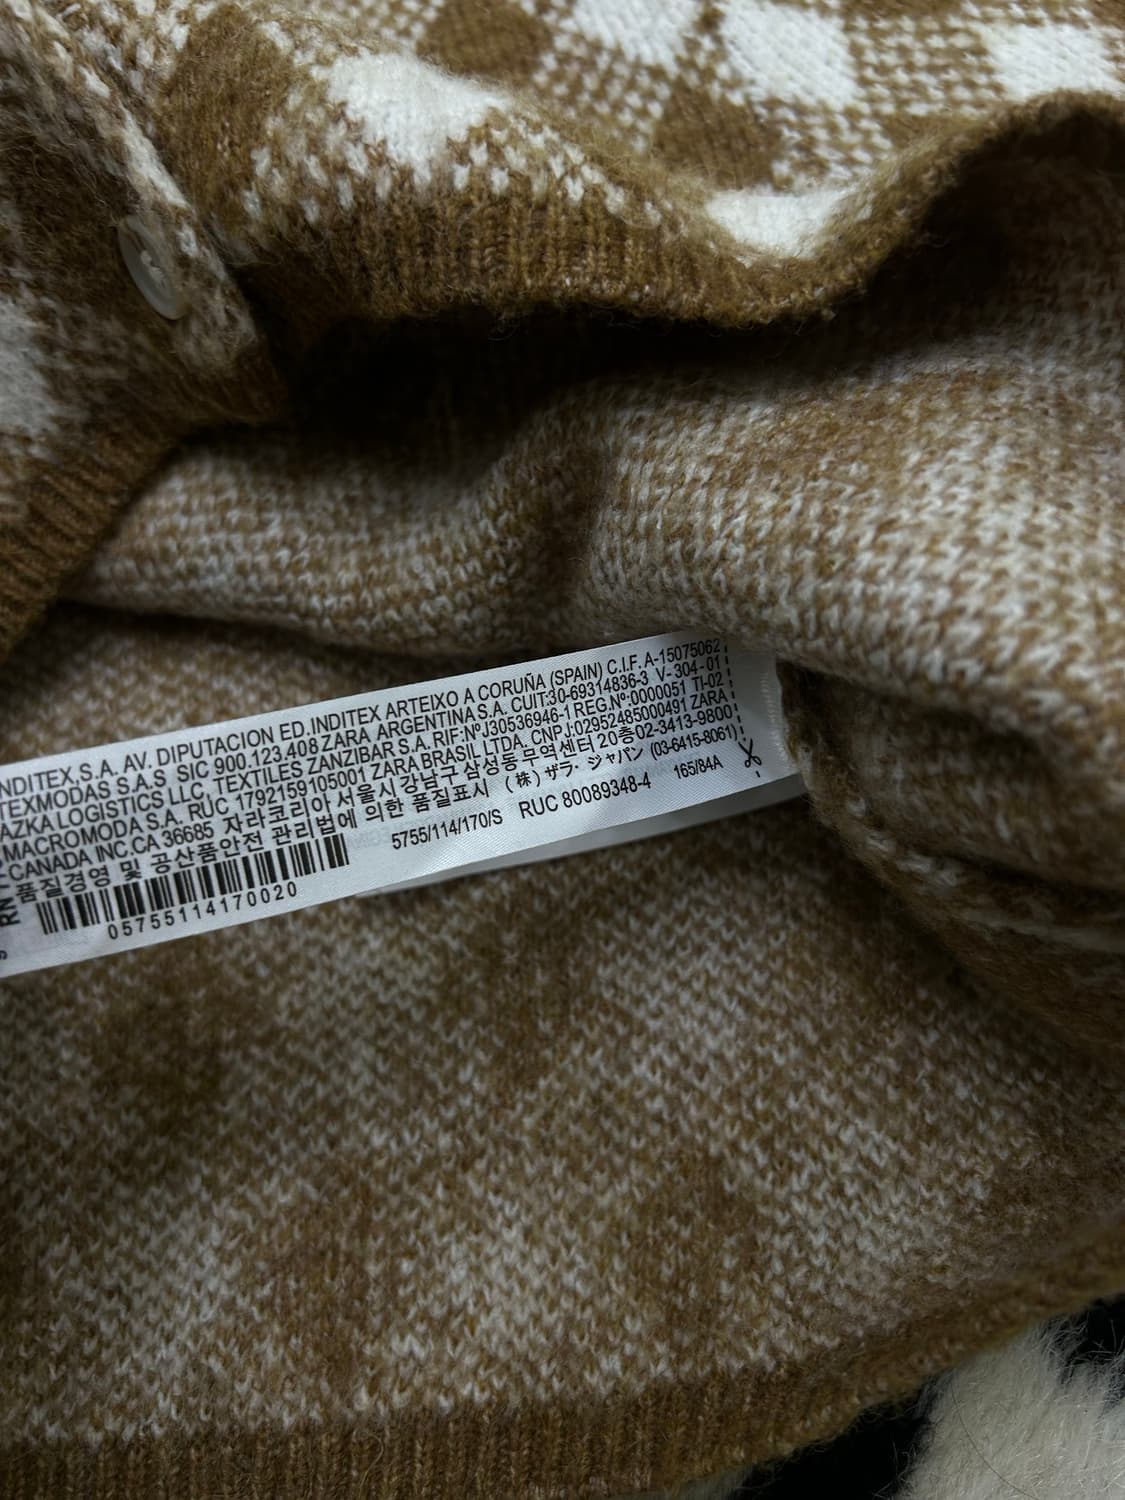 INDITEX,S.A. AV. DIPUTACION ED.INDITEX ARTEIXO A CORUÑA (SPAIN) C.I.F. A-15075062
TEXMODAS S.A.S SIC 900.123.408 ZARA ARGENTINA S.A. CUIT:30-69314836-3 V-304-01
AZKA LOGISTICS LLC, TEXTILES ZANZIBAR S.A. RIF:NºJ30536946-1 REG.Nº:0000051 TI-02
MACROMODA S.A. RUC 1792159105001 ZARA BRASIL LTDA. CNPJ:02952485000491 ZARA
CANADA INC.CA 36685 자라코리아 서울시 강남구 삼성동무역센터 20층02-3413-9800
품질경영 및 공산품안전 관리법에 의한 품질표시 (株) ザラ・ジャパン (03-6415-8061)
RN
5755/114/170/S RUC 80089348-4 165/84A
05755114170020